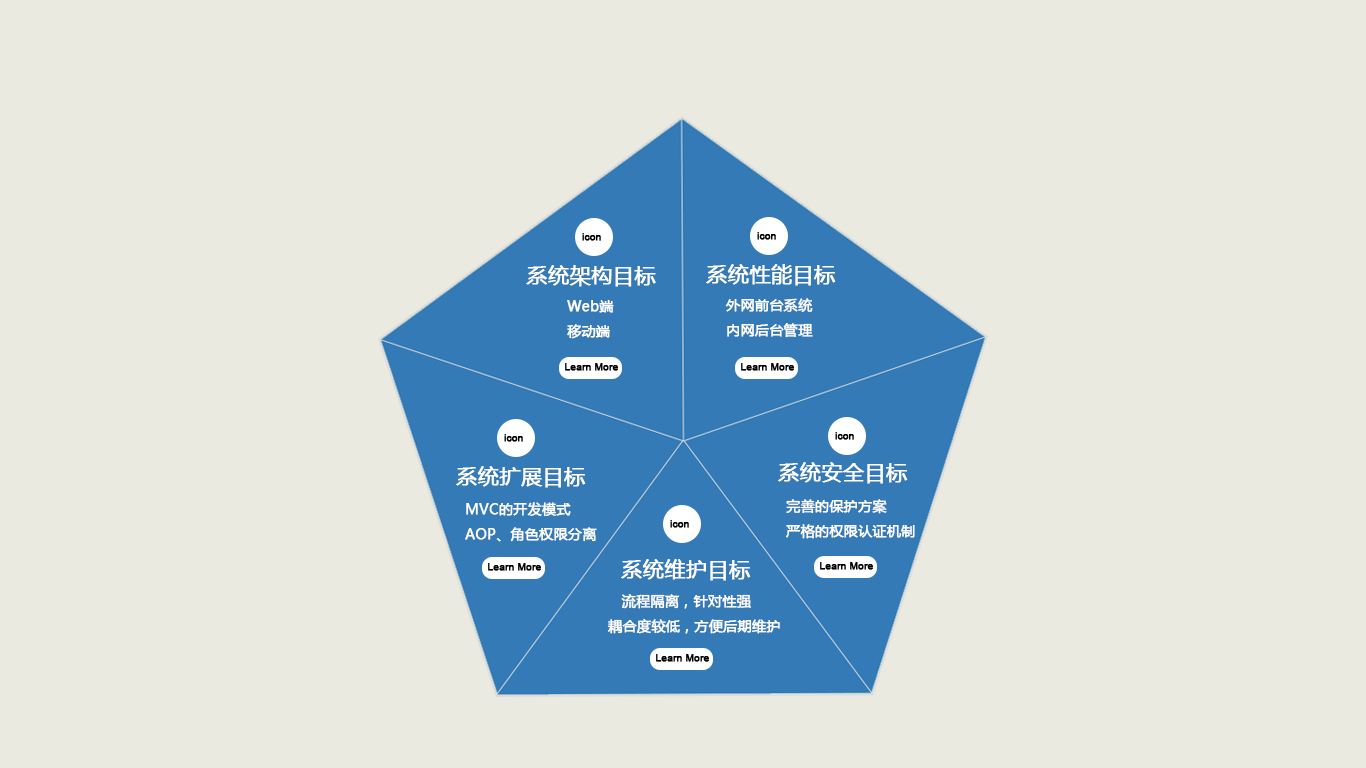 icon
系统架构目标
Web端
移动端
Learn More
icon
系统性能目标
外网前台系统
内网后台管理
Learn More
icon
系统扩展目标
MVC的开发模式
AOP、角色权限分离
Learn More
icon
系统维护目标
流程隔离，针对性强
耦合度较低，方便后期维护
Learn More
icon
系统安全目标
完善的保护方案
严格的权限认证机制
Learn More